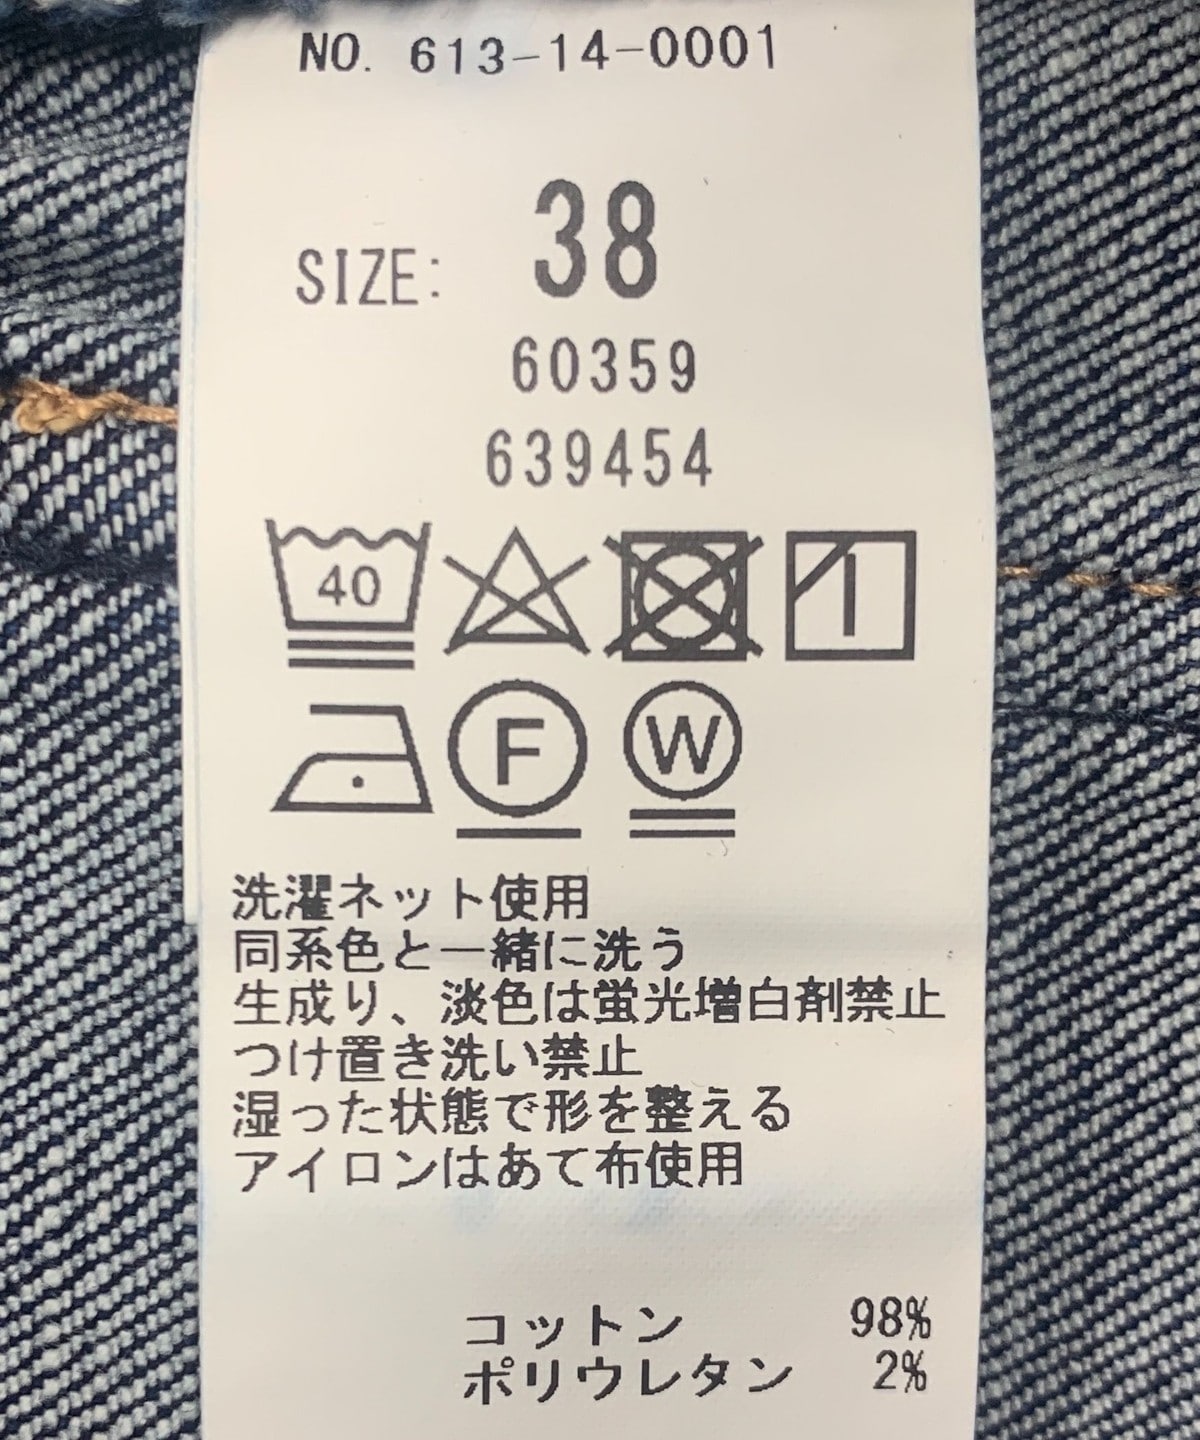 NO. 613-14-0001
SIZE: 38
60359
639454
40
F W
洗濯ネット使用
同系色と一緒に洗う
生成り、淡色は蛍光増白剤禁止
つけ置き洗い禁止
湿った状態で形を整える
アイロンはあて布使用
コットン 98%
ポリウレタン 2%